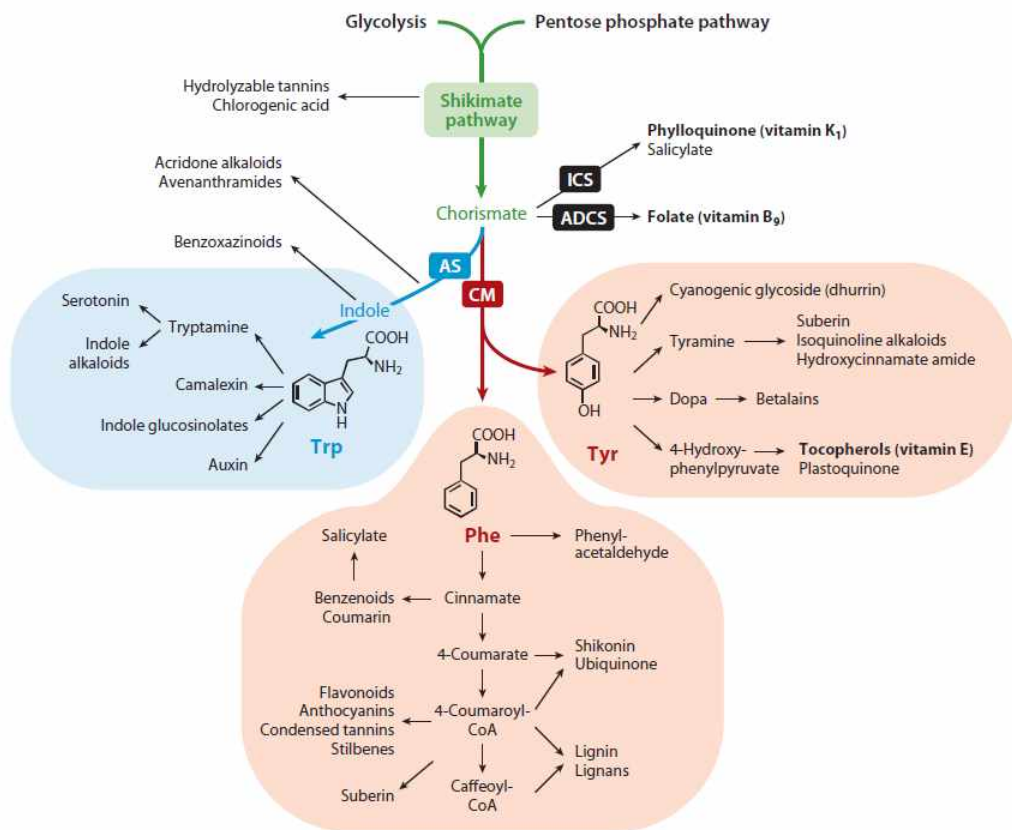 Glycolysis
Pentose phosphate pathway
Hydrolyzable tannins
Chlorogenic acid
Shikimate
pathway
Phylloquinone (vitamin K₁)
Salicylate
Acridone alkaloids
Avenanthramides
ICS
Chorismate
ADCS
Folate (vitamin B₉)
Benzoxazinoids
AS
CM
Indole
Serotonin
Tryptamine
Indole
alkaloids
Camalexin
Indole glucosinolates
Auxin
COOH
NH₂
N
H
Trp
COOH
NH₂
OH
Tyr
Cyanogenic glycoside (dhurrin)
Tyramine
Suberin
Isoquinoline alkaloids
Hydroxycinnamate amide
Dopa
Betalains
4-Hydroxy-
phenylpyruvate
Tocopherols (vitamin E)
Plastoquinone
COOH
NH₂
Phe
Phenyl-
acetaldehyde
Salicylate
Benzenoids
Coumarin
Cinnamate
4-Coumarate
Shikonin
Ubiquinone
Flavonoids
Anthocyanins
Condensed tannins
Stilbenes
4-Coumaroyl-
CoA
Lignin
Lignans
Suberin
Caffeoyl-
CoA